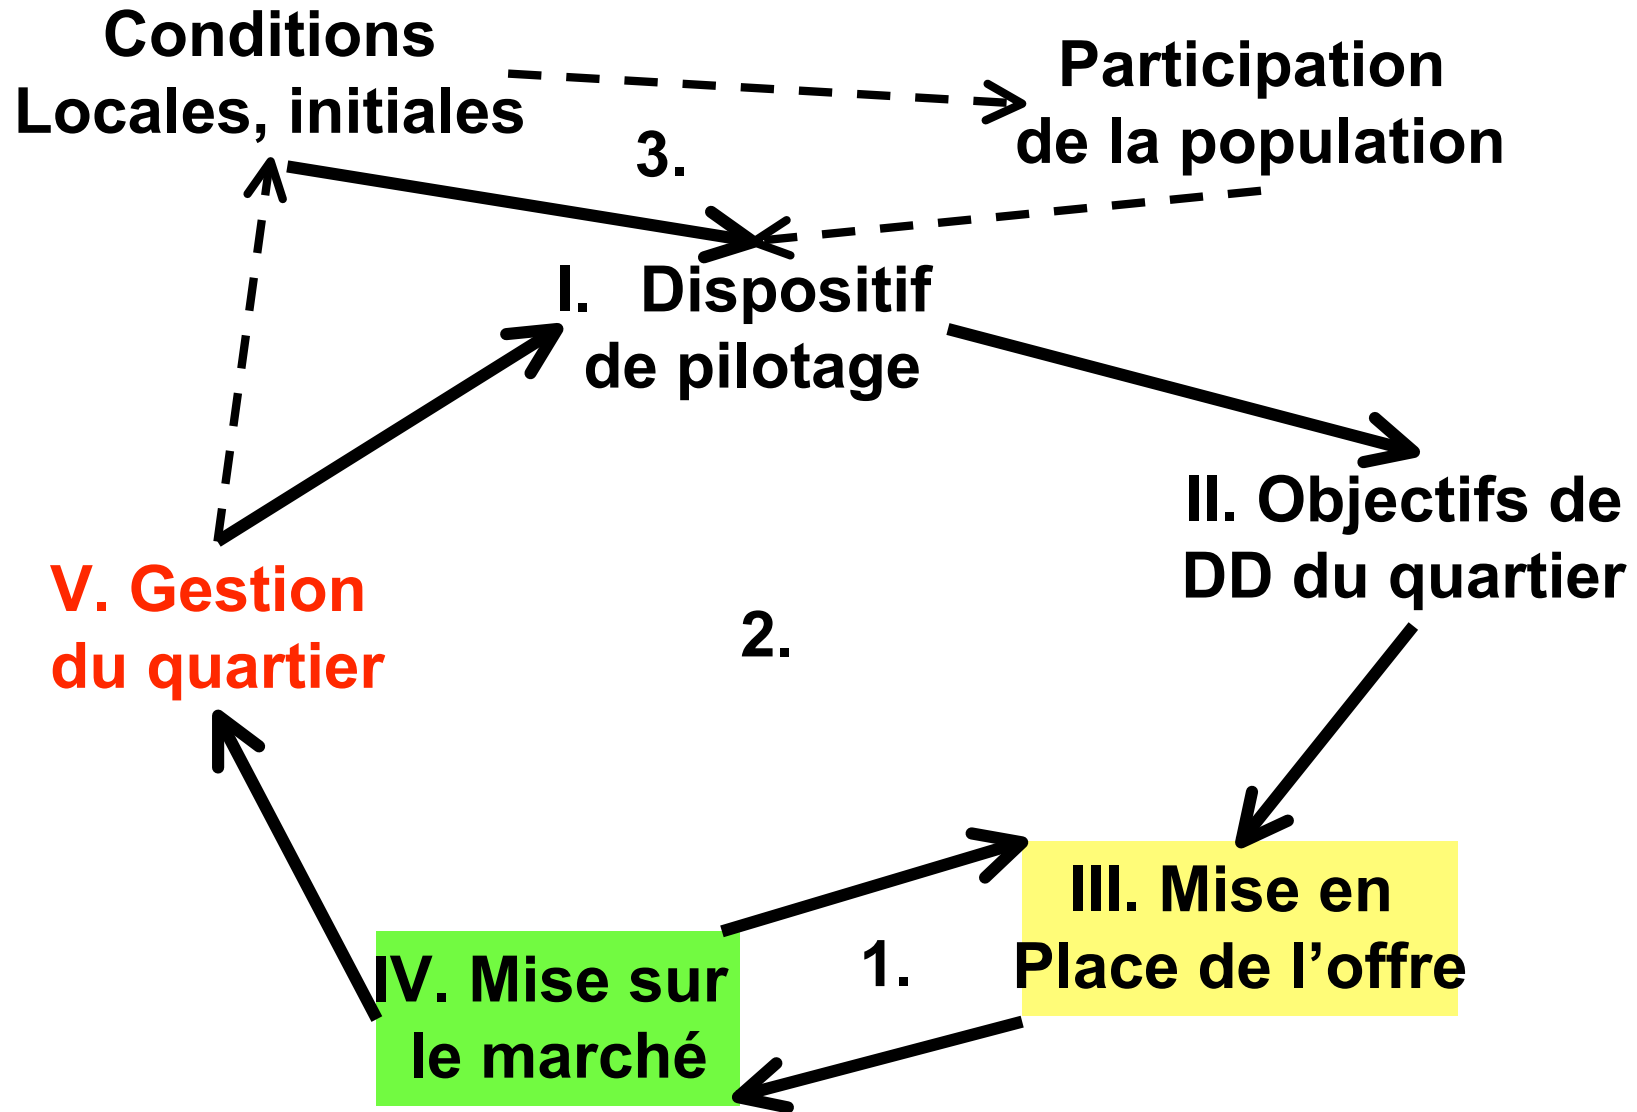 Conditions
Locales, initiales
Participation
de la population
3.
I. Dispositif
de pilotage
II. Objectifs de
DD du quartier
V. Gestion
du quartier
2.
III. Mise en
Place de l’offre
1.
IV. Mise sur
le marché